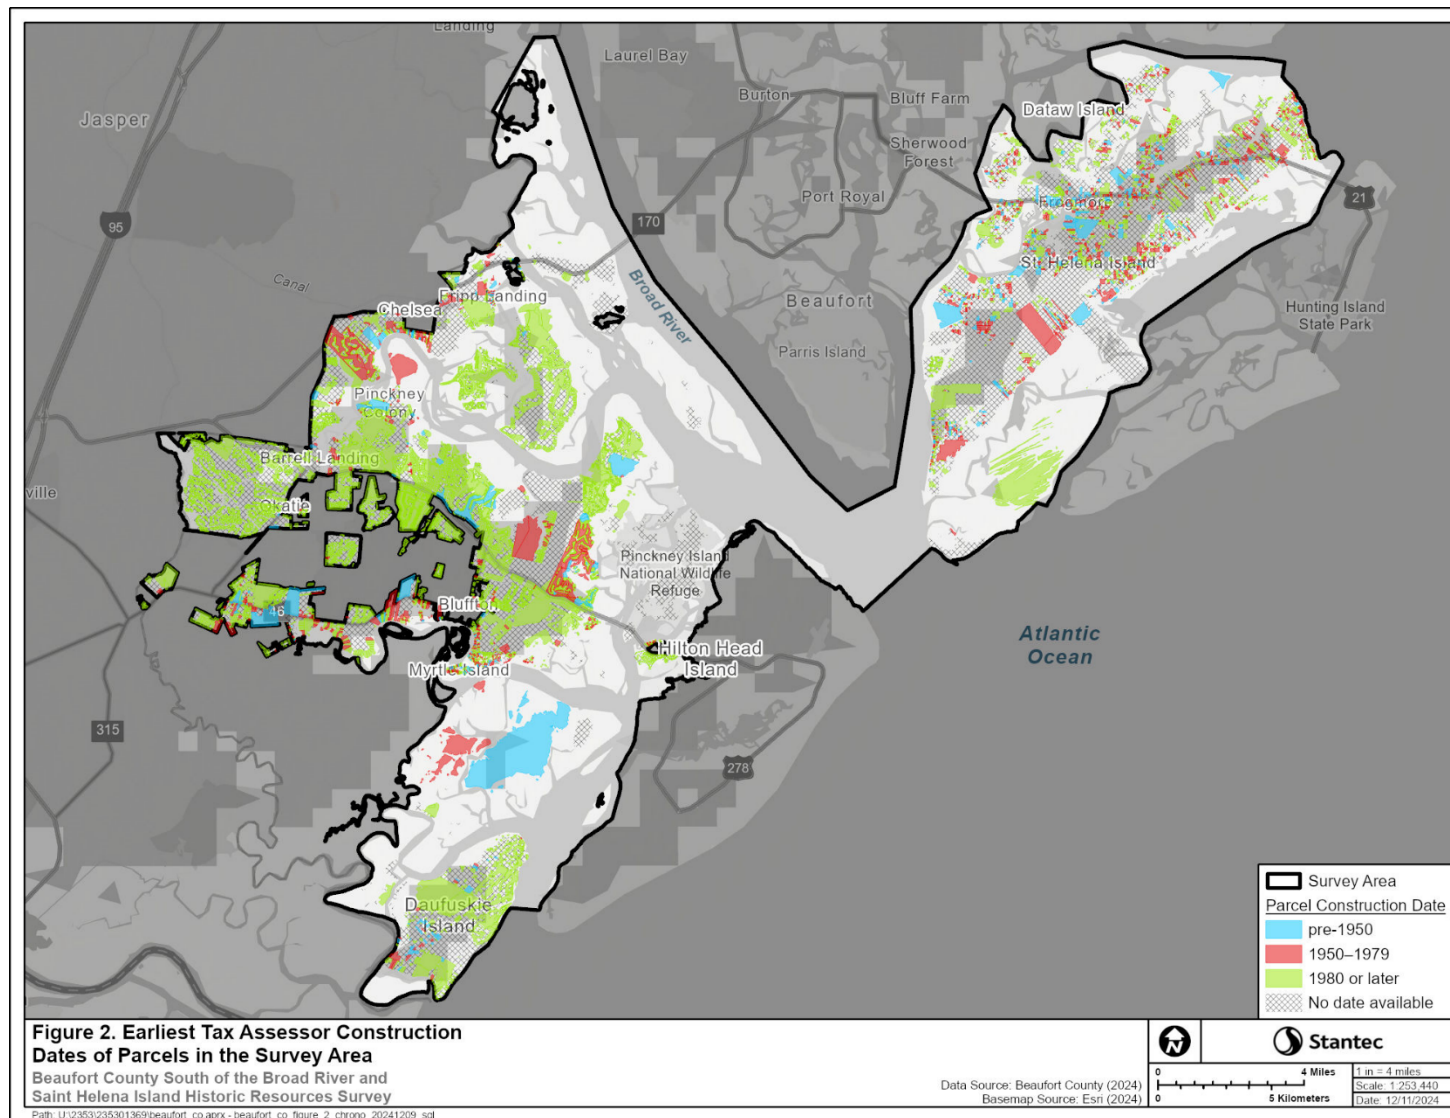 Landing
Laurel Bay
Jasper
Burton
Bluff Farm
Dataw Island
Sherwood
Forest
Port Royal
Frogmore
21
95
170
St. Helena Island
Canal
Broad River
Beaufort
Hunting Island
State Park
Fripp Landing
Chelsea
Parris Island
Pinckney
Colony
Barrell Landing
ville
Okatie
Pinckney Island
National Wildlife
Refuge
46
Bluffton
Atlantic
Ocean
Hilton Head
Island
Myrtle Island
315
278
Daufuskie
Island
Survey Area
Parcel Construction Date
pre-1950
1950–1979
1980 or later
No date available
Figure 2. Earliest Tax Assessor Construction
Dates of Parcels in the Survey Area
Beaufort County South of the Broad River and
Saint Helena Island Historic Resources Survey
Path: U:\2353\235301369\beaufort_co.aprx - beaufort_co_figure_2_chrono_20241209_sgl
Data Source: Beaufort County (2024)
Basemap Source: Esri (2024)
N
Stantec
0 4 Miles
0 5 Kilometers
1 in = 4 miles
Scale: 1:253,440
Date: 12/11/2024